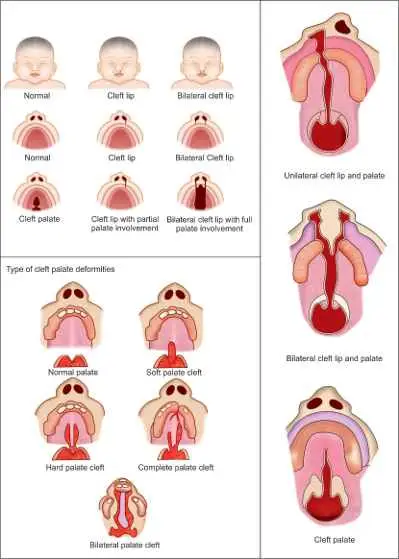 Normal
Cleft lip
Bilateral cleft lip
Normal
Cleft lip
Bilateral Cleft lip
Cleft palate
Cleft lip with partial
palate involvement
Bilateral cleft lip with full
palate involvement
Type of cleft palate deformities
Normal palate
Soft palate cleft
Hard palate cleft
Complete palate cleft
Bilateral palate cleft
Unilateral cleft lip and palate
Bilateral cleft lip and palate
Cleft palate